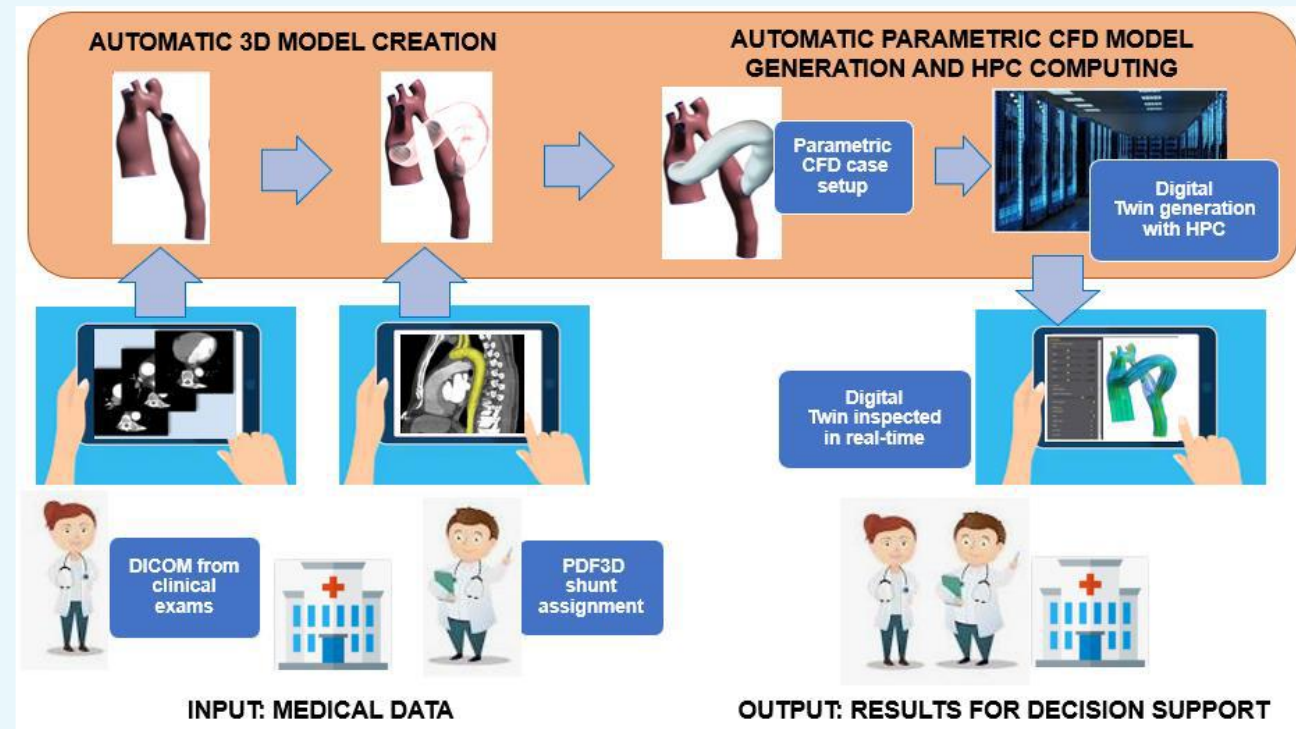 AUTOMATIC 3D MODEL CREATION
AUTOMATIC PARAMETRIC CFD MODEL
GENERATION AND HPC COMPUTING
Parametric
CFD case
setup
Digital
Twin generation
with HPC
Digital
Twin inspected
in real-time
DICOM from
clinical
exams
PDF3D
shunt
assignment
INPUT: MEDICAL DATA
OUTPUT: RESULTS FOR DECISION SUPPORT